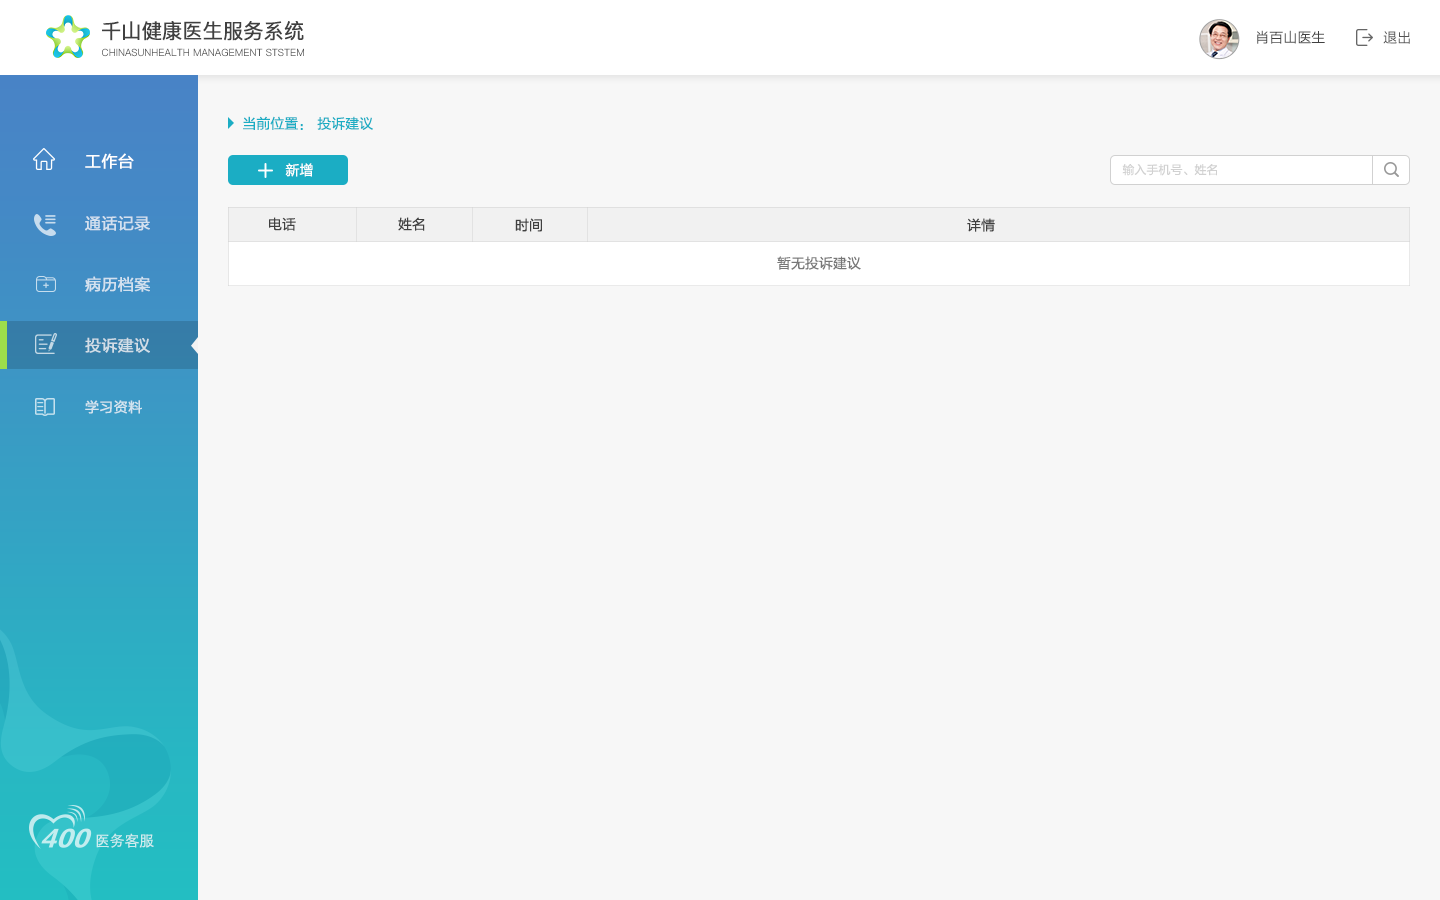 千山健康医生服务系统
CHINASUNHEALTH MANAGEMENT STSTEM
肖百山医生 退出
工作台
通话记录
病历档案
投诉建议
学习资料
400 医务客服
当前位置： 投诉建议
新增
输入手机号、姓名
电话 姓名 时间 详情
暂无投诉建议